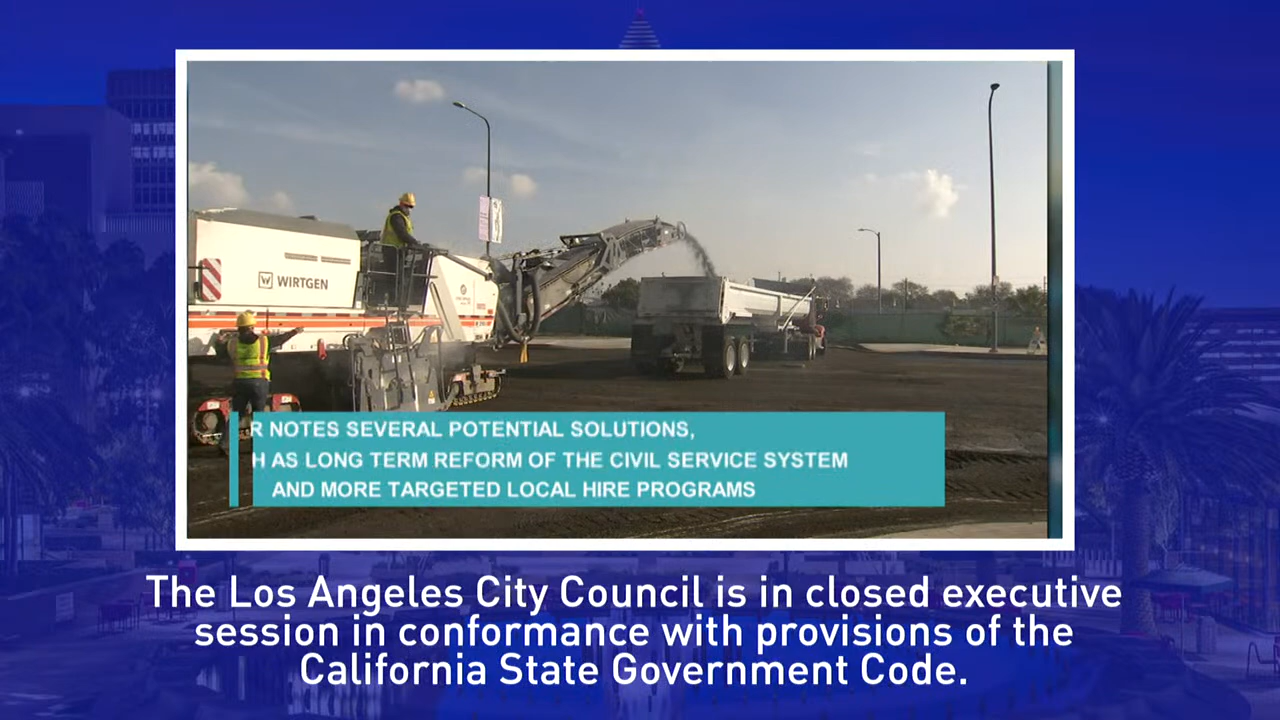 WIRTGEN
R NOTES SEVERAL POTENTIAL SOLUTIONS,
H AS LONG TERM REFORM OF THE CIVIL SERVICE SYSTEM
AND MORE TARGETED LOCAL HIRE PROGRAMS
The Los Angeles City Council is in closed executive
session in conformance with provisions of the
California State Government Code.